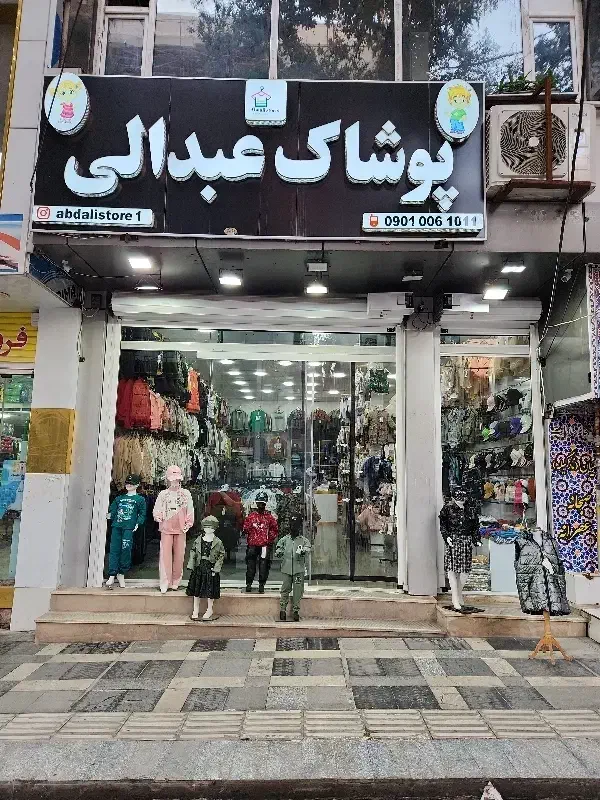 پوشاک عبدالی
abdalistore1
0901 006 1011